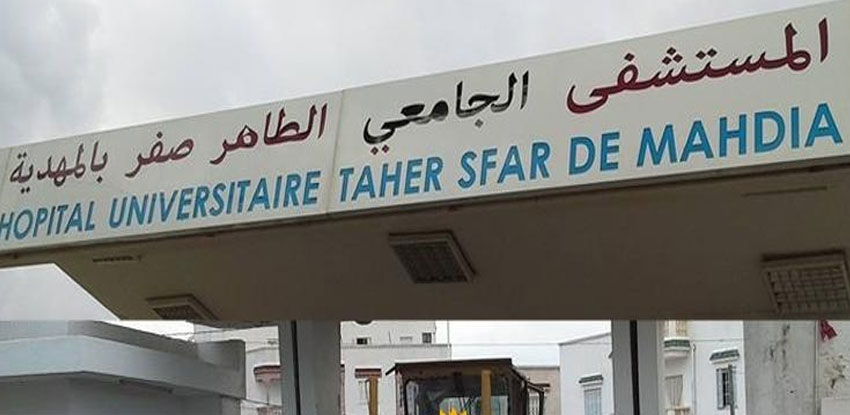 المستشفى الجامعي الطاهر صفر بالمهدية
HOPITAL UNIVERSITAIRE TAHER SFAR DE MAHDIA